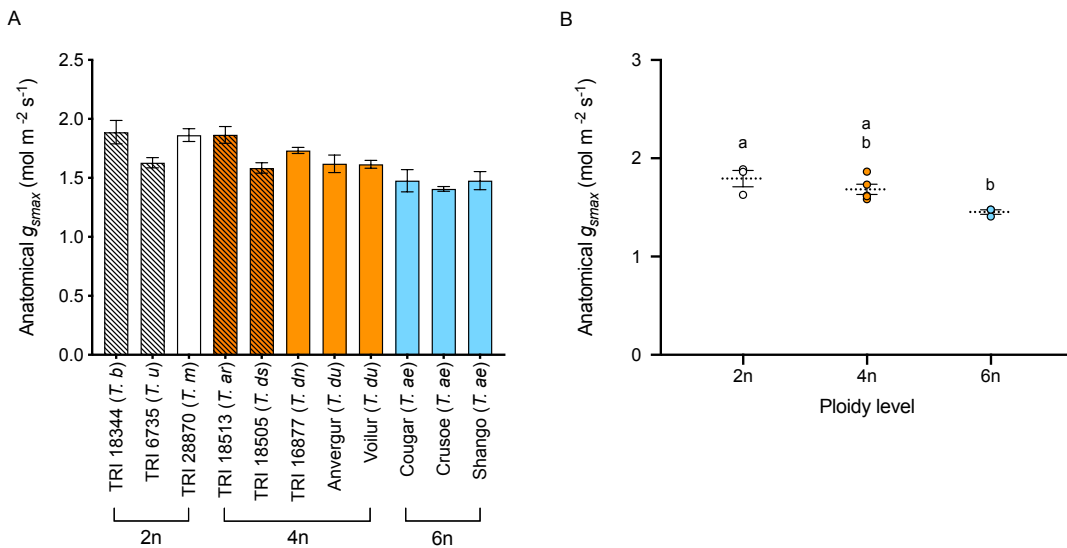 A
2.5
2.0
1.5
1.0
0.5
0.0
Anatomical gsmax (mol m -2 s-1)
TRI 18344 (T. b)
TRI 6735 (T. u)
TRI 28870 (T. m)
TRI 18513 (T. ar)
TRI 18505 (T. ds)
TRI 16877 (T. dn)
Anvergur (T. du)
Voilur (T. du)
Cougar (T. ae)
Crusoe (T. ae)
Shango (T. ae)
2n
4n
6n
B
3
2
1
0
Anatomical gsmax (mol m -2 s-1)
a
a
b
b
2n
4n
6n
Ploidy level